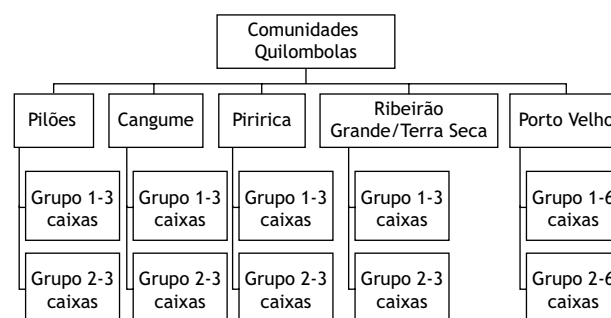 Comunidades
Quilombolas
Pilões
Cangume
Piririca
Ribeirão
Grande/Terra Seca
Porto Velho
Grupo 1-3
caixas
Grupo 1-3
caixas
Grupo 1-3
caixas
Grupo 1-3
caixas
Grupo 1-6
caixas
Grupo 2-3
caixas
Grupo 2-3
caixas
Grupo 2-3
caixas
Grupo 2-3
caixas
Grupo 2-6
caixas